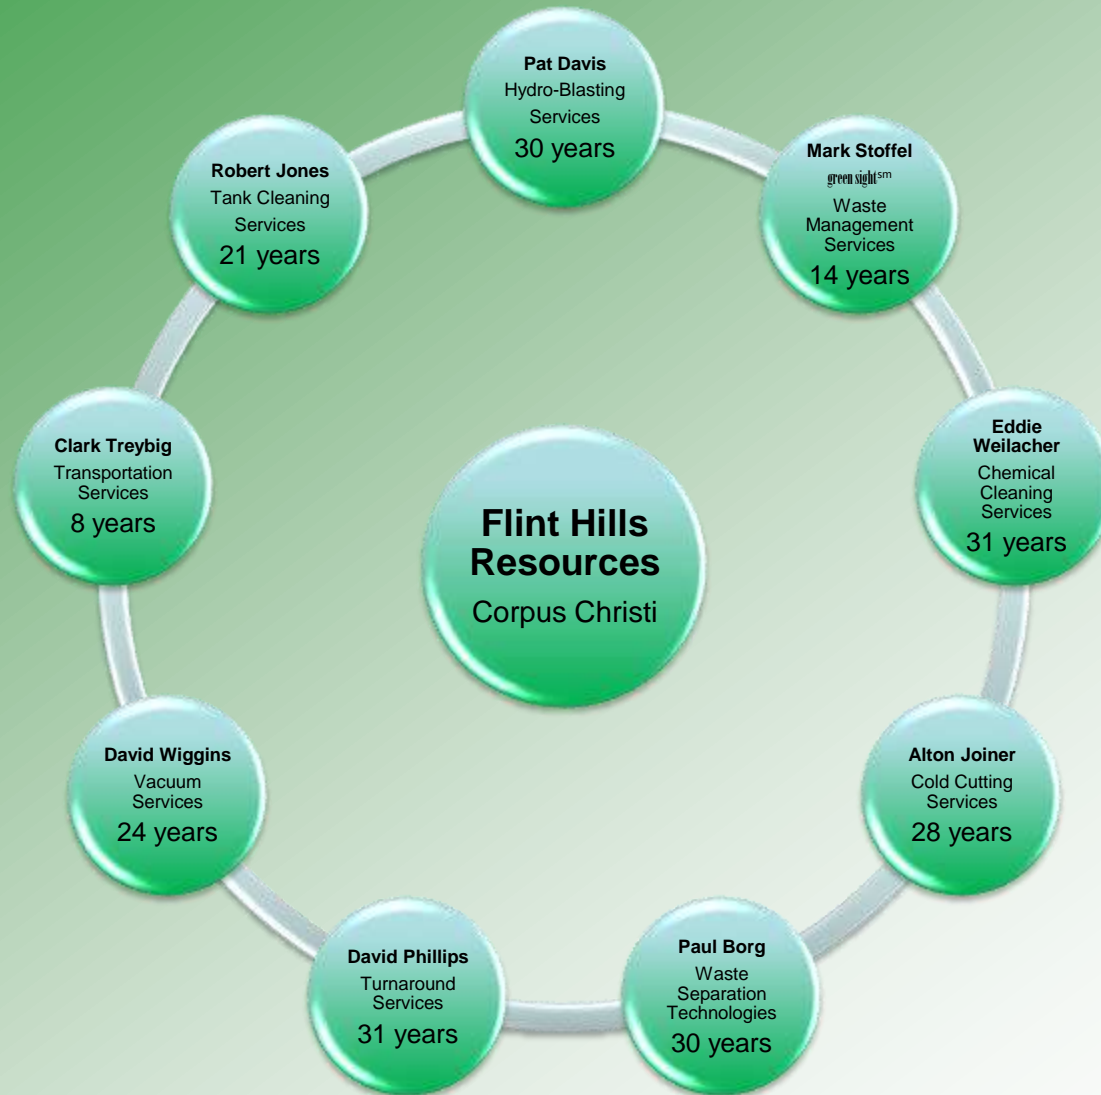 Pat Davis
Hydro-Blasting
Services
30 years
Mark Stoffel
green sight℠
Waste
Management
Services
14 years
Eddie
Weilacher
Chemical
Cleaning
Services
31 years
Alton Joiner
Cold Cutting
Services
28 years
Paul Borg
Waste
Separation
Technologies
30 years
David Phillips
Turnaround
Services
31 years
David Wiggins
Vacuum
Services
24 years
Clark Treybig
Transportation
Services
8 years
Robert Jones
Tank Cleaning
Services
21 years
Flint Hills
Resources
Corpus Christi